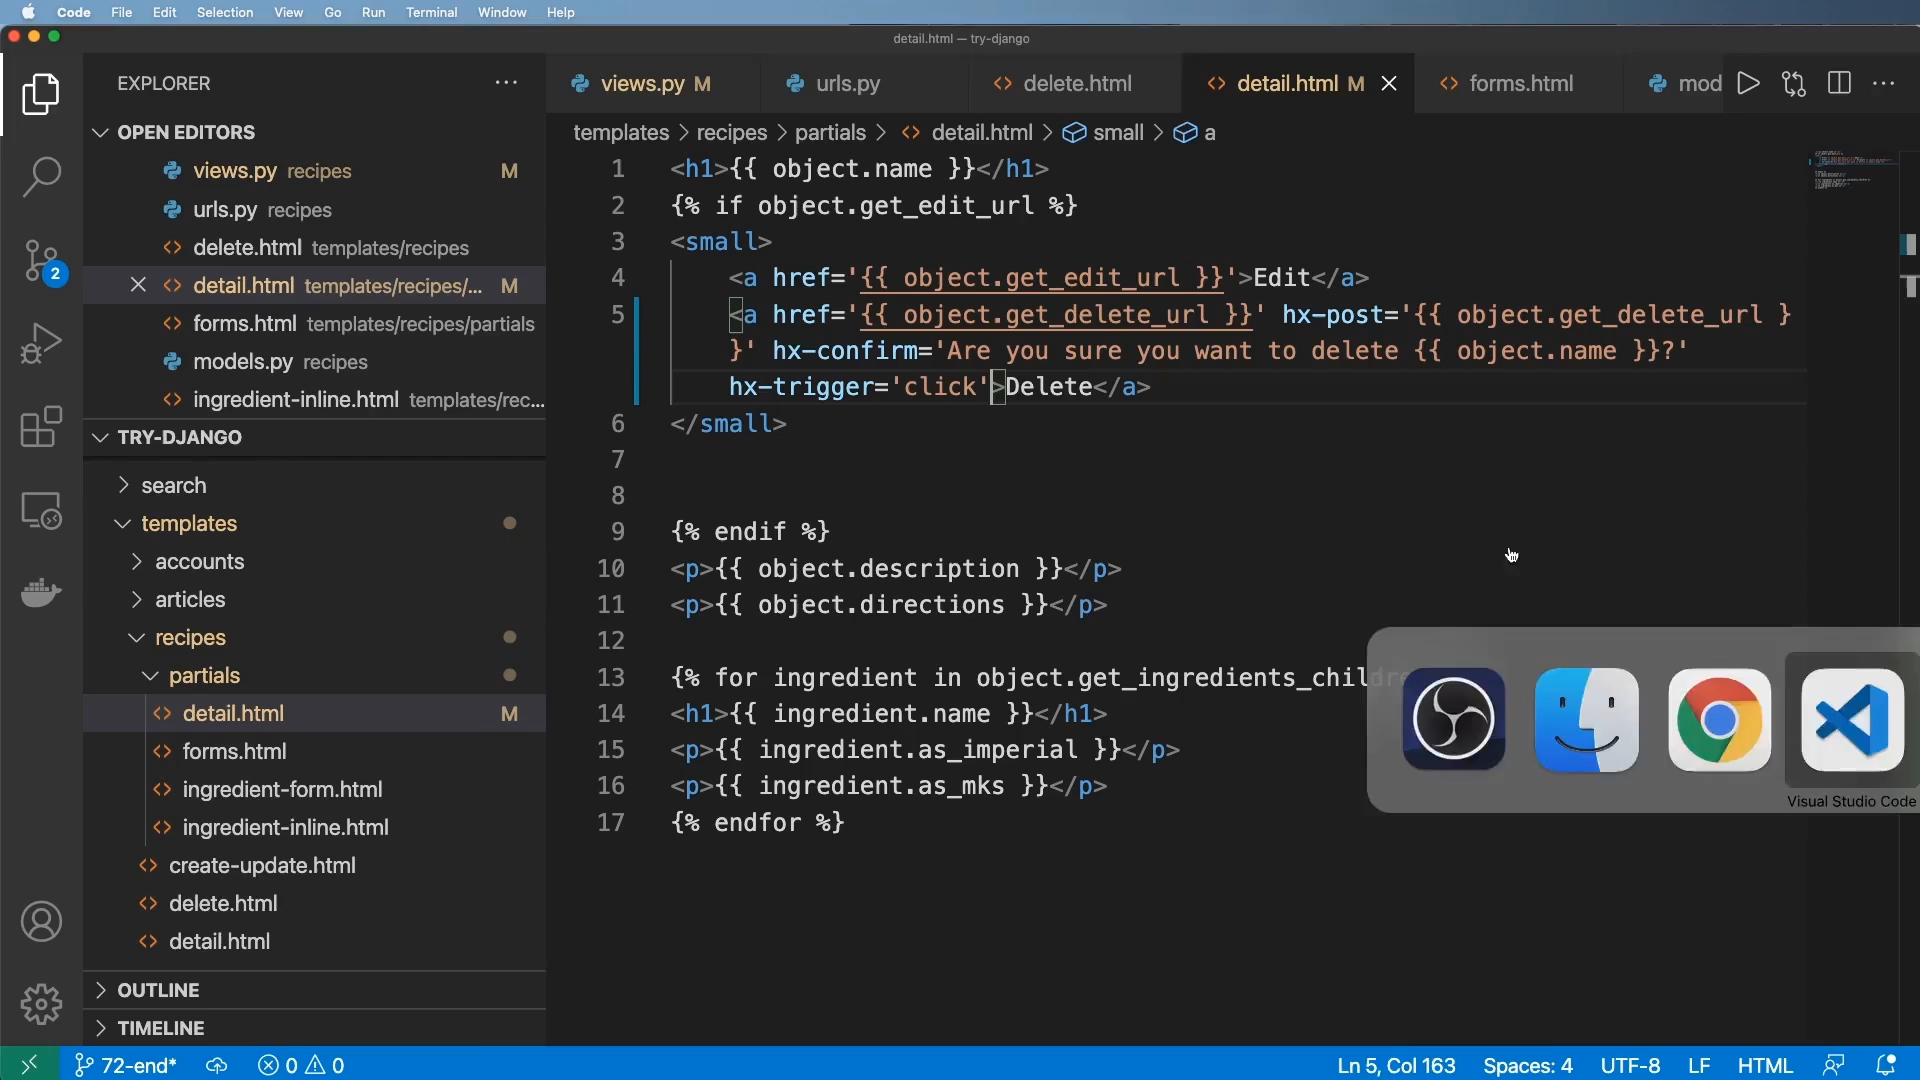 Code File Edit Selection View Go Run Terminal Window Help
detail.html — try-django
EXPLORER
views.py M
urls.py
delete.html
detail.html M
forms.html
mod
templates > recipes > partials > detail.html > small > a
OPEN EDITORS
views.py recipes M
urls.py recipes
delete.html templates/recipes
detail.html templates/recipes/... M
forms.html templates/recipes/partials
models.py recipes
ingredient-inline.html templates/rec...
TRY-DJANGO
search
templates
accounts
articles
recipes
partials
detail.html M
forms.html
ingredient-form.html
ingredient-inline.html
create-update.html
delete.html
detail.html
OUTLINE
TIMELINE
2
1 <h1>{{ object.name }}</h1>
2 {% if object.get_edit_url %}
3 <small>
4 <a href='{{ object.get_edit_url }}'>Edit</a>
5 <a href='{{ object.get_delete_url }}' hx-post='{{ object.get_delete_url }
}' hx-confirm='Are you sure you want to delete {{ object.name }}?'
hx-trigger='click'>Delete</a>
6 </small>
7
8
9 {% endif %}
10 <p>{{ object.description }}</p>
11 <p>{{ object.directions }}</p>
12
13 {% for ingredient in object.get_ingredients_childre
14 <h1>{{ ingredient.name }}</h1>
15 <p>{{ ingredient.as_imperial }}</p>
16 <p>{{ ingredient.as_mks }}</p>
17 {% endfor %}
Visual Studio Code
72-end* 0 0 Ln 5, Col 163 Spaces: 4 UTF-8 LF HTML